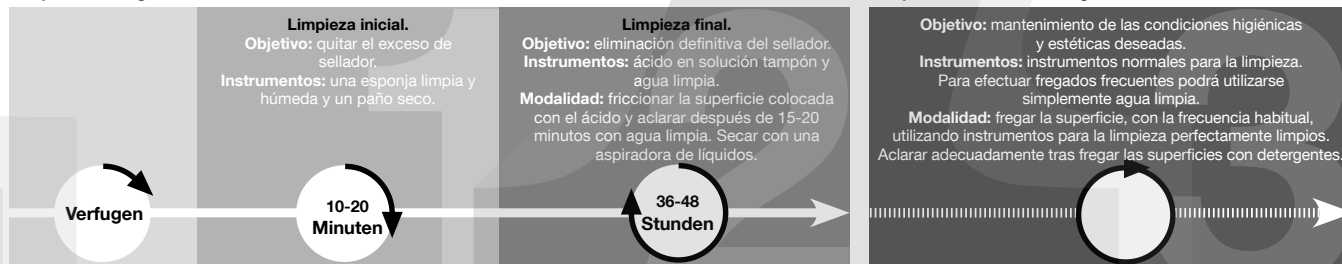 Verfugen
Limpieza inicial.
Objetivo: quitar el exceso de
sellador.
Instrumentos: una esponja limpia y
húmeda y un paño seco.
10-20
Minuten
Limpieza final.
Objetivo: eliminación definitiva del sellador.
Instrumentos: ácido en solución tampón y
agua limpia.
Modalidad: friccionar la superficie colocada
con el ácido y aclarar después de 15-20
minutos con agua limpia. Secar con una
aspiradora de líquidos.
36-48
Stunden
Objetivo: mantenimiento de las condiciones higiénicas
y estéticas deseadas.
Instrumentos: instrumentos normales para la limpieza.
Para efectuar fregados frecuentes podrá utilizarse
simplemente agua limpia.
Modalidad: fregar la superficie, con la frecuencia habitual,
utilizando instrumentos para la limpieza perfectamente limpios.
Aclarar adecuadamente tras fregar las superficies con detergentes.